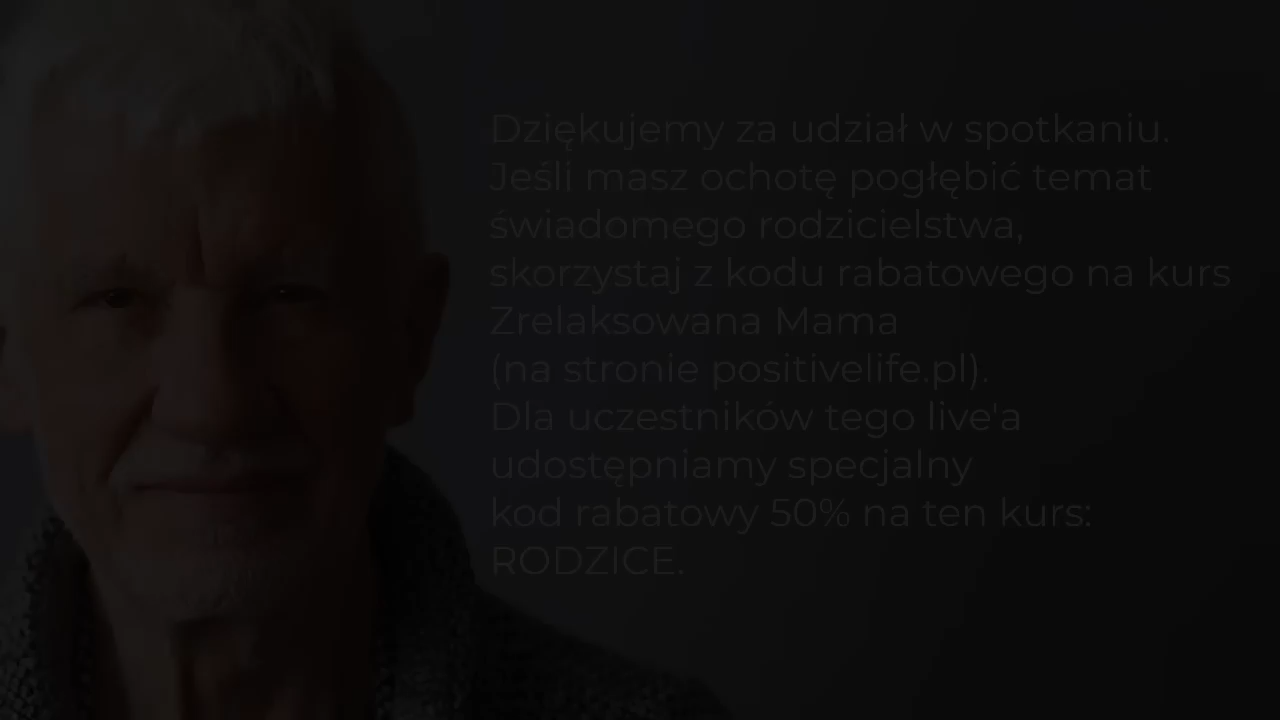 Dziękujemy za udział w spotkaniu.
Jeśli masz ochotę pogłębić temat
świadomego rodzicielstwa,
skorzystaj z kodu rabatowego na kurs
Zrelaksowana Mama
(na stronie positivelife.pl).
Dla uczestników tego live'a
udostępniamy specjalny
kod rabatowy 50% na ten kurs:
RODZICE.